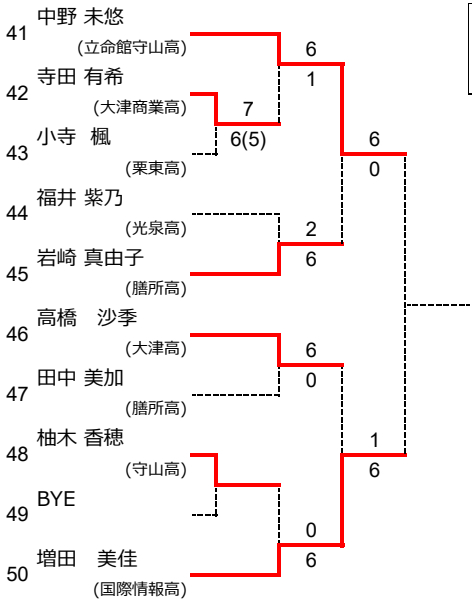 41 中野 未悠
(立命館守山高)
6
1
42 寺田 有希
(大津商業高)
7
6(5)
43 小寺 楓
(栗東高)
6
0
44 福井 紫乃
(光泉高)
2
6
45 岩崎 真由子
(膳所高)
46 高橋 沙季
(大津高)
6
0
47 田中 美加
(膳所高)
48 柚木 香穂
(守山高)
1
6
49 BYE
0
6
50 増田 美佳
(国際情報高)